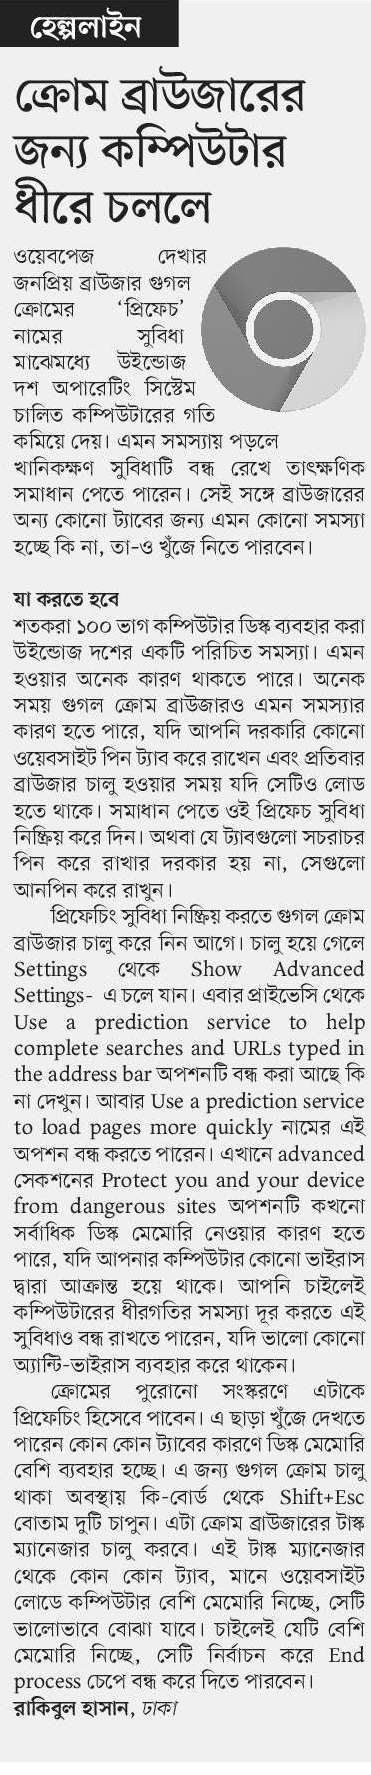 হেল্পলাইন
ক্রোম ব্রাউজারের
জন্য কম্পিউটার
ধীরে চললে
ওয়েবপেজ দেখার
জনপ্রিয় ব্রাউজার গুগল
ক্রোমের ‘প্রিফেচ’
নামের সুবিধা
মাঝেমধ্যে উইন্ডোজ
দশ অপারেটিং সিস্টেম
চালিত কম্পিউটারের গতি
কমিয়ে দেয়। এমন সমস্যায় পড়লে
খানিকক্ষণ সুবিধাটি বন্ধ রেখে তাৎক্ষণিক
সমাধান পেতে পারেন। সেই সঙ্গে ব্রাউজারের
অন্য কোনো ট্যাবের জন্য এমন কোনো সমস্যা
হচ্ছে কি না, তা-ও খুঁজে নিতে পারবেন।
যা করতে হবে
শতকরা ১০০ ভাগ কম্পিউটার ডিস্ক ব্যবহার করা
উইন্ডোজ দশের একটি পরিচিত সমস্যা। এমন
হওয়ার অনেক কারণ থাকতে পারে। অনেক
সময় গুগল ক্রোম ব্রাউজারও এমন সমস্যার
কারণ হতে পারে, যদি আপনি দরকারি কোনো
ওয়েবসাইট পিন ট্যাব করে রাখেন এবং প্রতিবার
ব্রাউজার চালু হওয়ার সময় যদি সেটিও লোড
হতে থাকে। সমাধান পেতে ওই প্রিফেচ সুবিধা
নিষ্ক্রিয় করে দিন। অথবা যে ট্যাবগুলো সচরাচর
পিন করে রাখার দরকার হয় না, সেগুলো
আনপিন করে রাখুন।
প্রিফেচিং সুবিধা নিষ্ক্রিয় করতে গুগল ক্রোম
ব্রাউজার চালু করে নিন আগে। চালু হয়ে গেলে
Settings থেকে Show Advanced
Settings- এ চলে যান। এবার প্রাইভেসি থেকে
Use a prediction service to help
complete searches and URLs typed in
the address bar অপশনটি বন্ধ করা আছে কি
না দেখুন। আবার Use a prediction service
to load pages more quickly নামের এই
অপশন বন্ধ করতে পারেন। এখানে advanced
সেকশনের Protect you and your device
from dangerous sites অপশনটি কখনো
সর্বাধিক ডিস্ক মেমোরি নেওয়ার কারণ হতে
পারে, যদি আপনার কম্পিউটার কোনো ভাইরাস
দ্বারা আক্রান্ত হয়ে থাকে। আপনি চাইলেই
কম্পিউটারের ধীরগতির সমস্যা দূর করতে এই
সুবিধাও বন্ধ রাখতে পারেন, যদি ভালো কোনো
অ্যান্টি-ভাইরাস ব্যবহার করে থাকেন।
ক্রোমের পুরোনো সংস্করণে এটাকে
প্রিফেচিং হিসেবে পাবেন। এ ছাড়া খুঁজে দেখতে
পারেন কোন কোন ট্যাবের কারণে ডিস্ক মেমোরি
বেশি ব্যবহার হচ্ছে। এ জন্য গুগল ক্রোম চালু
থাকা অবস্থায় কি-বোর্ড থেকে Shift+Esc
বোতাম দুটি চাপুন। এটা ক্রোম ব্রাউজারের টাস্ক
ম্যানেজার চালু করবে। এই টাস্ক ম্যানেজার
থেকে কোন কোন ট্যাব, মানে ওয়েবসাইট
লোডে কম্পিউটার বেশি মেমোরি নিচ্ছে, সেটি
ভালোভাবে বোঝা যাবে। চাইলেই যেটি বেশি
মেমোরি নিচ্ছে, সেটি নির্বাচন করে End
process চেপে বন্ধ করে দিতে পারবেন।
রাকিবুল হাসান, ঢাকা